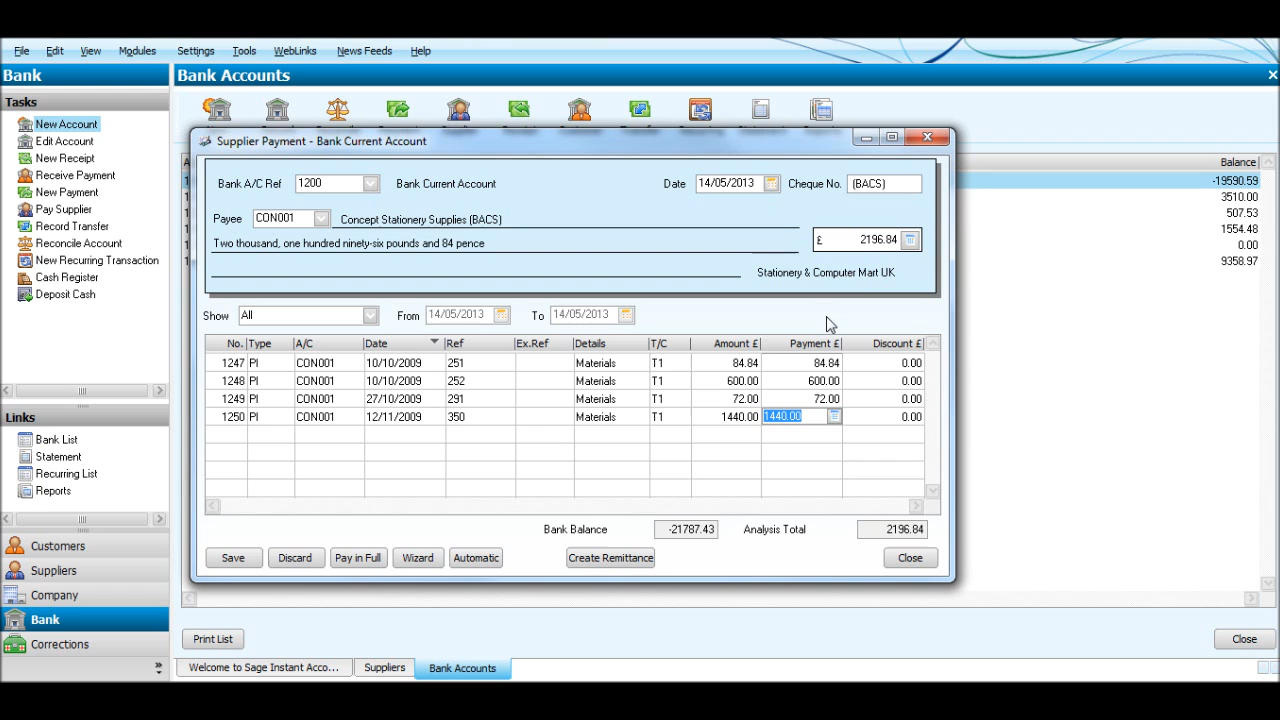 File Edit View Modules Settings Tools WebLinks News Feeds Help
Bank
Bank Accounts
Tasks
New Account
Edit Account
New Receipt
Receive Payment
New Payment
Pay Supplier
Record Transfer
Reconcile Account
New Recurring Transaction
Cash Register
Deposit Cash
Links
Bank List
Statement
Recurring List
Reports
Customers
Suppliers
Company
Bank
Corrections
Balance
-19590.59
3510.00
507.53
1554.48
0.00
9358.97
Supplier Payment - Bank Current Account
Bank A/C Ref 1200 Bank Current Account Date 14/05/2013 Cheque No. (BACS)
Payee CON001 Concept Stationery Supplies (BACS)
Two thousand, one hundred ninety-six pounds and 84 pence £ 2196.84
Stationery & Computer Mart UK
Show All From 14/05/2013 To 14/05/2013
No. Type A/C Date Ref Ex.Ref Details T/C Amount £ Payment £ Discount £
1247 PI CON001 10/10/2009 251 Materials T1 84.84 84.84 0.00
1248 PI CON001 10/10/2009 252 Materials T1 600.00 600.00 0.00
1249 PI CON001 27/10/2009 291 Materials T1 72.00 72.00 0.00
1250 PI CON001 12/11/2009 350 Materials T1 1440.00 1440.00 0.00
Bank Balance -21787.43 Analysis Total 2196.84
Save Discard Pay in Full Wizard Automatic Create Remittance Close
Print List Close
Welcome to Sage Instant Acco... Suppliers Bank Accounts